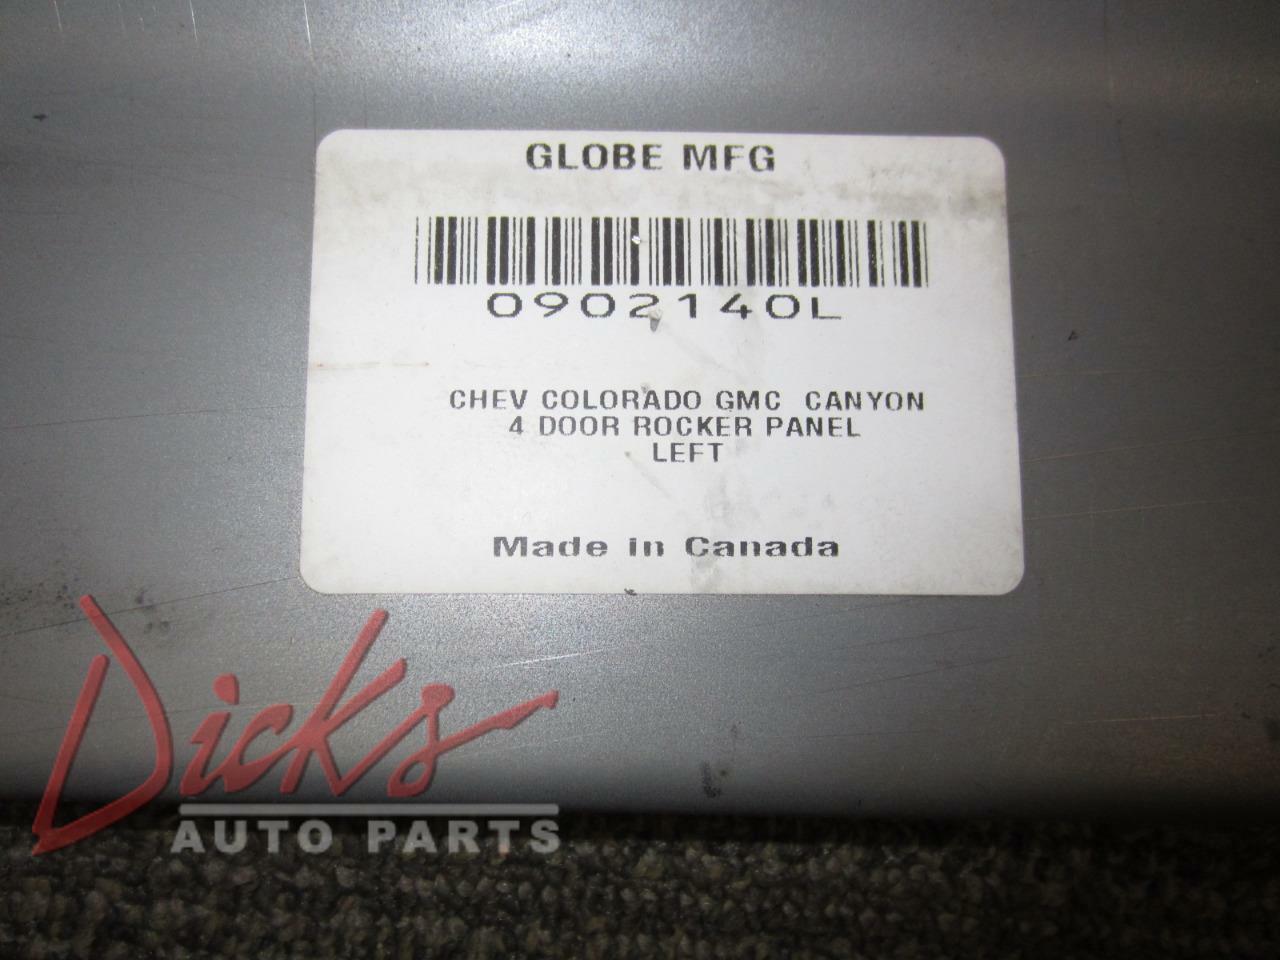 GLOBE MFG
0902140L
CHEV COLORADO GMC CANYON
4 DOOR ROCKER PANEL
LEFT
Made in Canada
Dicks
AUTO PARTS